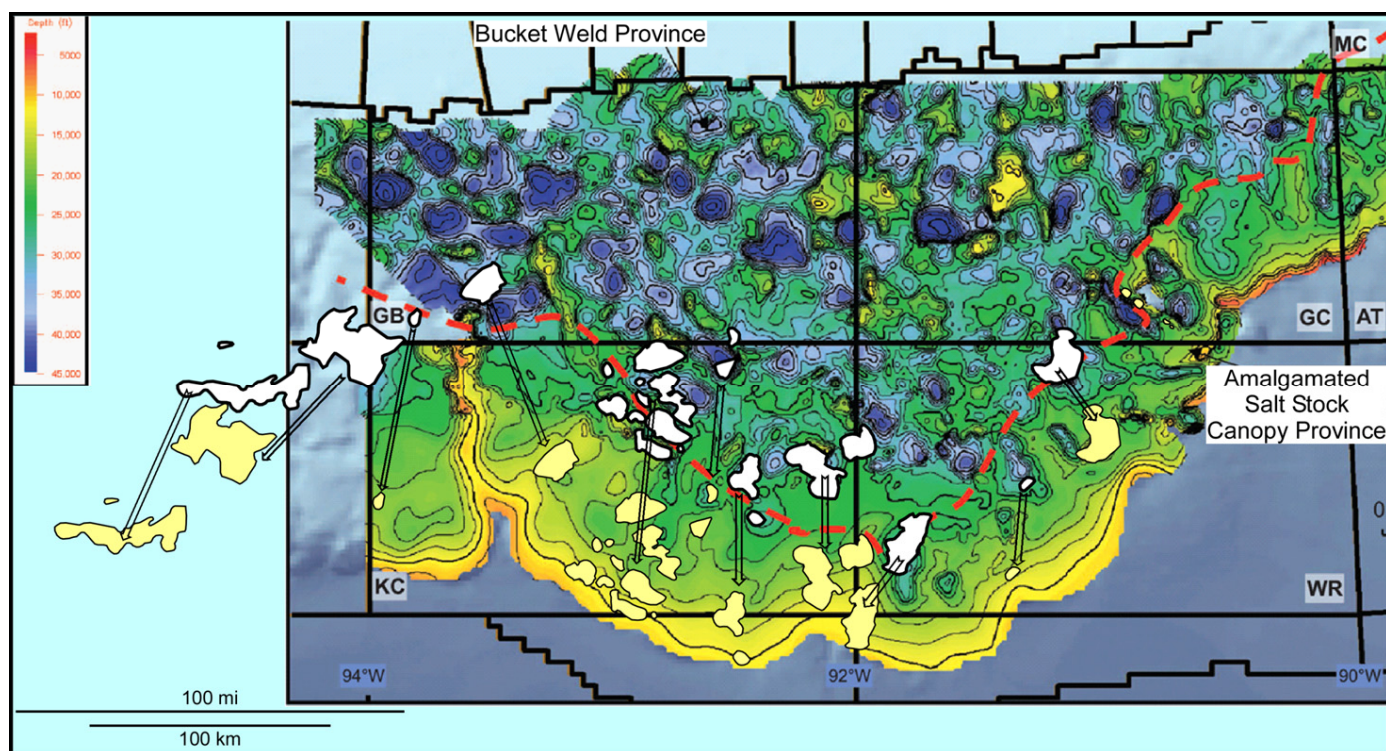 Depth (ft)
5000
10,000
15,000
20,000
25,000
30,000
35,000
40,000
45,000
Bucket Weld Province
MC
GB
GC
AT
Amalgamated
Salt Stock
Canopy Province
0
KC
WR
94°W
92°W
90°W
100 mi
100 km